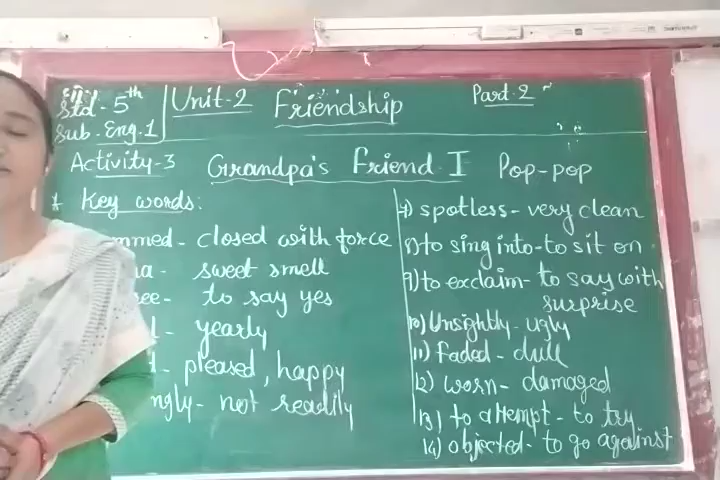 Std - 5th
Sub - Eng. 1
Unit-2 Friendship Part-2
Activity-3 Grandpa's Friend I Pop-pop
* Key words:
mmed - closed with force
a - sweet smell
ee - to say yes
l - yearly
d - pleased, happy
ngly - not readily
7) spotless - very clean
8) to sing into - to sit on
9) to exclaim - to say with
surprise
10) Unsightly - ugly
11) Faded - dull
12) worn - damaged
13) to attempt - to try
14) objected - to go against